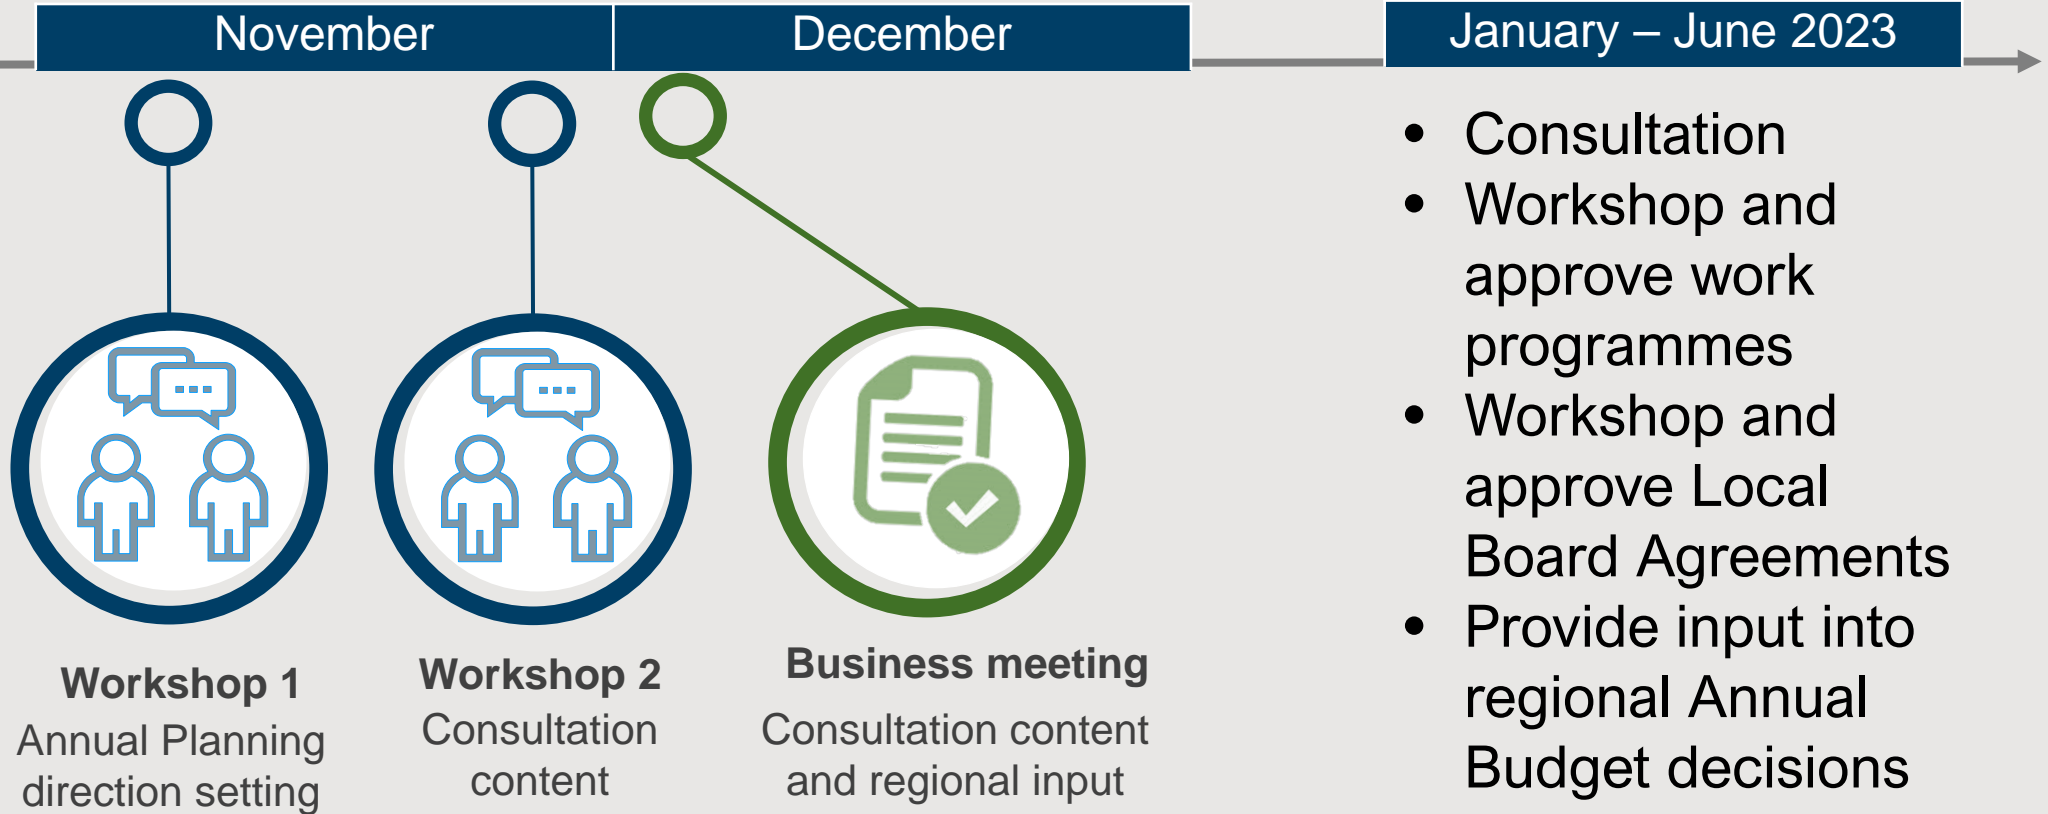 November
December
January – June 2023
Workshop 1
Annual Planning
direction setting
Workshop 2
Consultation
content
Business meeting
Consultation content
and regional input
• Consultation
• Workshop and
approve work
programmes
• Workshop and
approve Local
Board Agreements
• Provide input into
regional Annual
Budget decisions